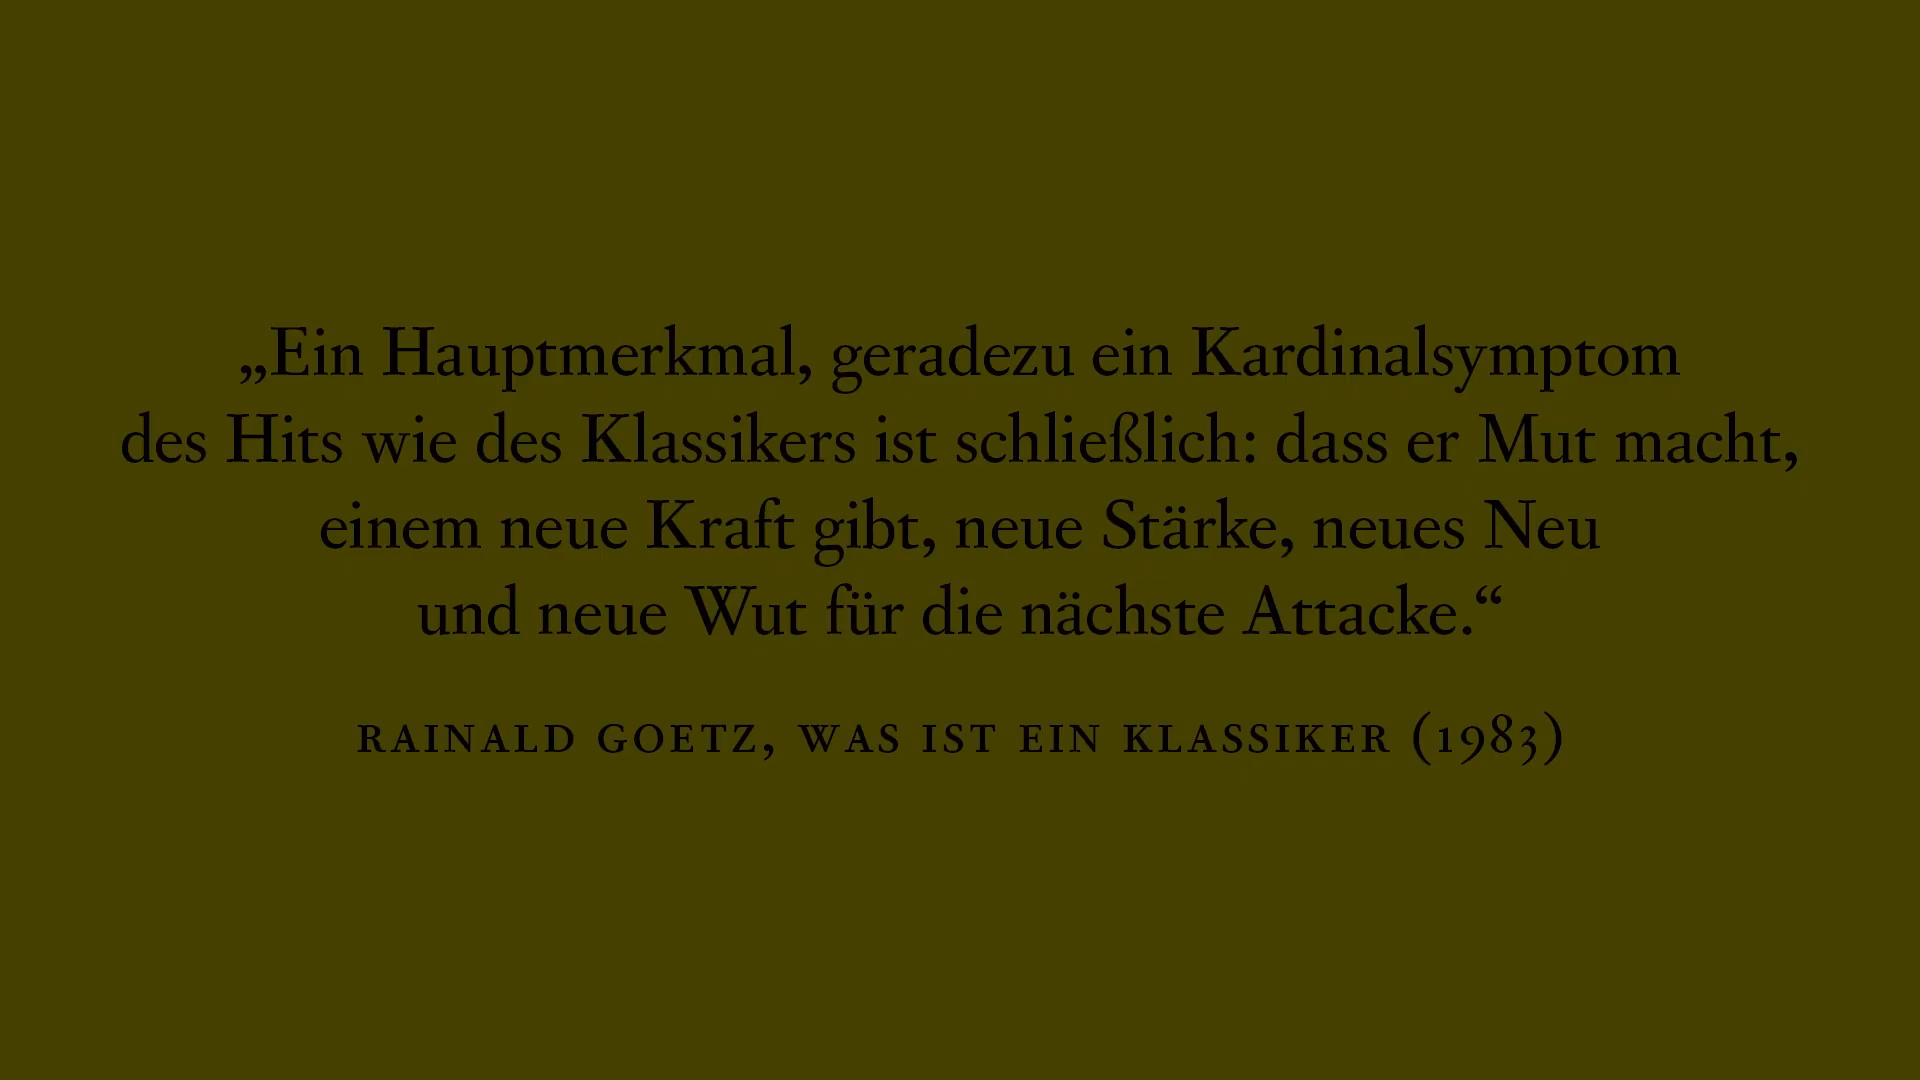 „Ein Hauptmerkmal, geradezu ein Kardinalsymptom
des Hits wie des Klassikers ist schließlich: dass er Mut macht,
einem neue Kraft gibt, neue Stärke, neues Neu
und neue Wut für die nächste Attacke.“
RAINALD GOETZ, WAS IST EIN KLASSIKER (1983)